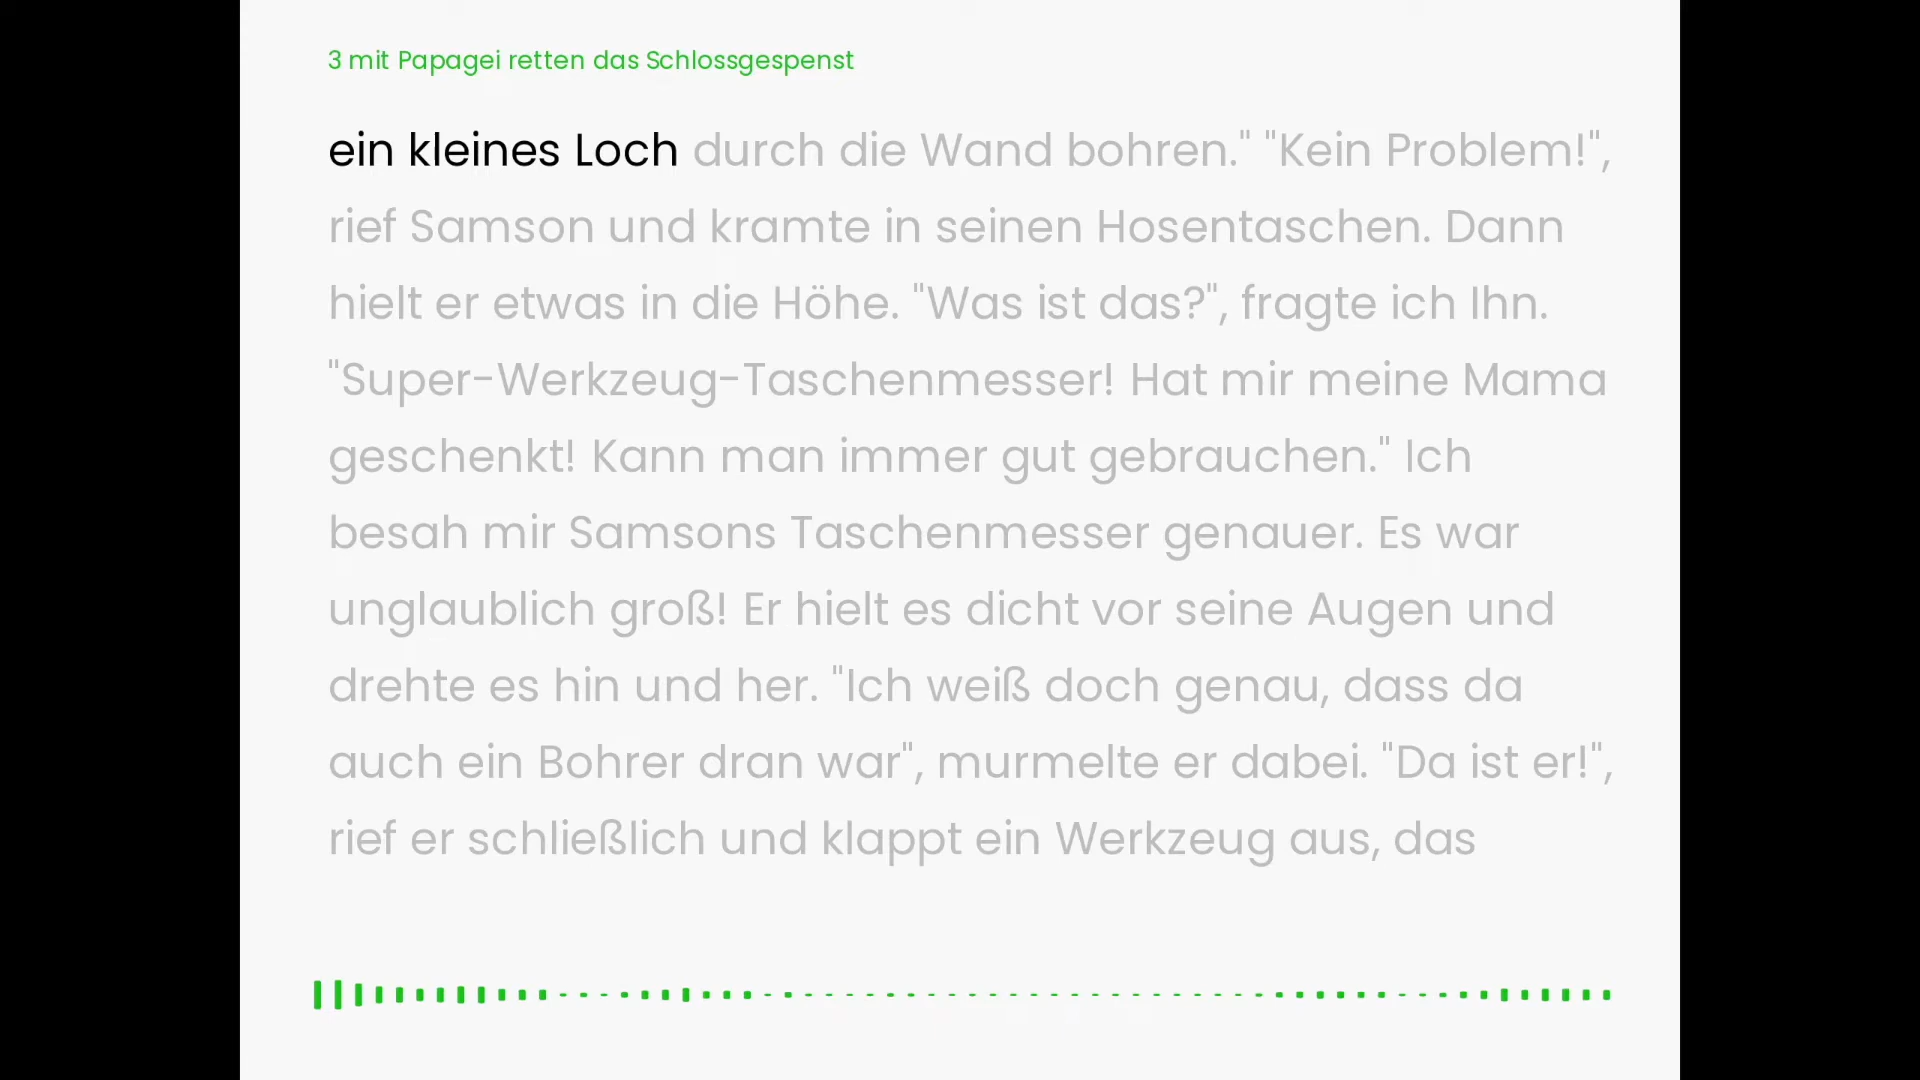 3 mit Papagei retten das Schlossgespenst
ein kleines Loch durch die Wand bohren." "Kein Problem!",
rief Samson und kramte in seinen Hosentaschen. Dann
hielt er etwas in die Höhe. "Was ist das?", fragte ich Ihn.
"Super-Werkzeug-Taschenmesser! Hat mir meine Mama
geschenkt! Kann man immer gut gebrauchen." Ich
besah mir Samsons Taschenmesser genauer. Es war
unglaublich groß! Er hielt es dicht vor seine Augen und
drehte es hin und her. "Ich weiß doch genau, dass da
auch ein Bohrer dran war", murmelte er dabei. "Da ist er!",
rief er schließlich und klappt ein Werkzeug aus, das